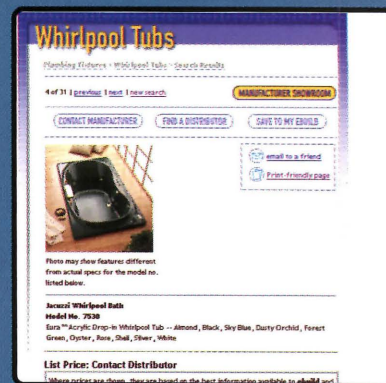 Whirlpool Tubs
Plumbing Fixtures > Whirlpool Tubs > Search Results
4 of 31 | previous | next | new search
MANUFACTURER SHOWROOM
CONTACT MANUFACTURER
FIND A DISTRIBUTOR
SAVE TO MY EBUILD
email to a friend
Print-friendly page
Photo may show features different
from actual specs for the model no.
listed below.
Jacuzzi Whirlpool Bath
Model No. 7530
Eura™ Acrylic Drop-in Whirlpool Tub -- Almond, Black, Sky Blue, Dusty Orchid, Forest
Green, Oyster, Rose, Shell, Silver, White
List Price: Contact Distributor
Where prices are shown, they are based on the best information available to ebuild and